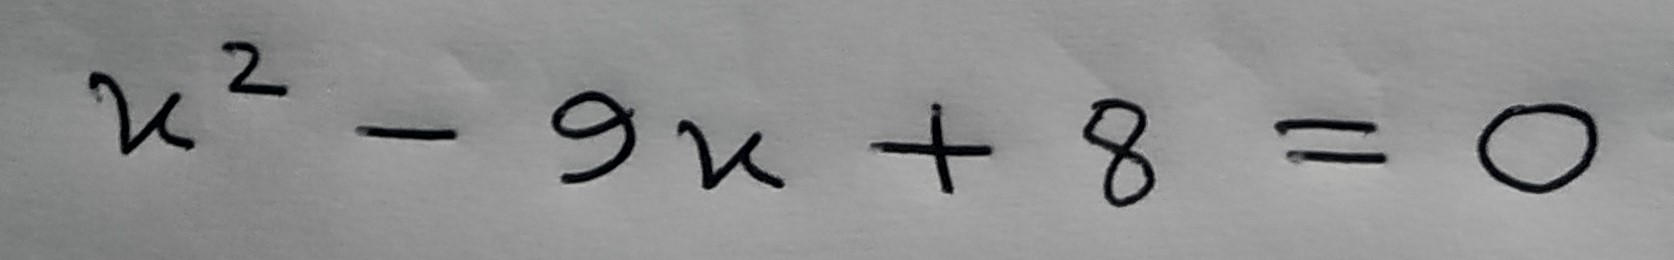 x² - 9x + 8 = 0